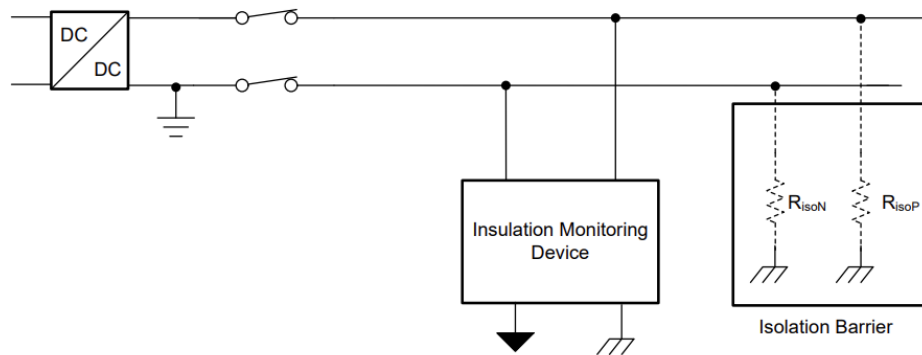 DC
DC
Insulation Monitoring
Device
RisoN
RisoP
Isolation Barrier